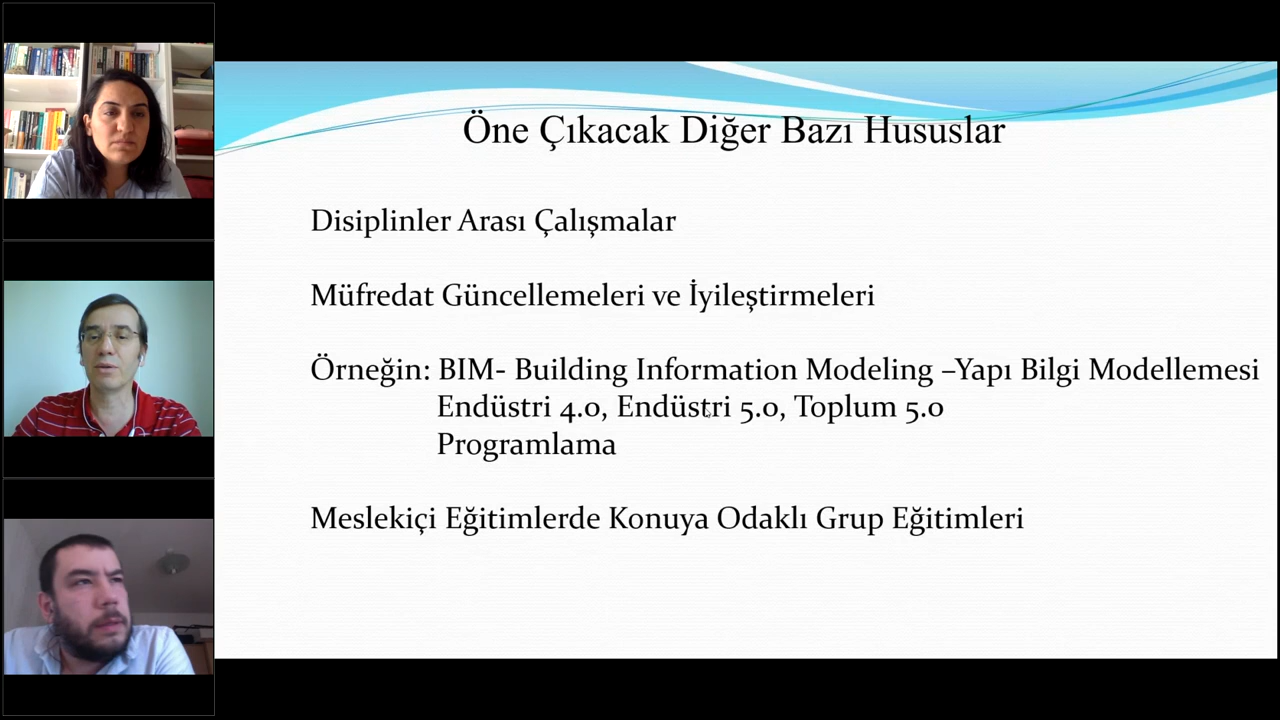 Öne Çıkacak Diğer Bazı Hususlar
Disiplinler Arası Çalışmalar
Müfredat Güncellemeleri ve İyileştirmeleri
Örneğin: BIM- Building Information Modeling –Yapı Bilgi Modellemesi
Endüstri 4.0, Endüstri 5.0, Toplum 5.0
Programlama
Meslekiçi Eğitimlerde Konuya Odaklı Grup Eğitimleri